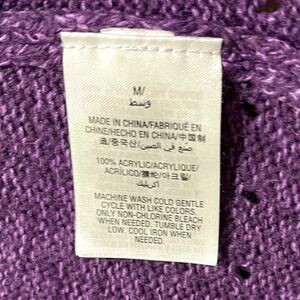 M/
وسط
MADE IN CHINA/FABRIQUÉ EN
CHINE/HECHO EN CHINA/中国制
造/중국산/صنع في الصين
100% ACRYLIC/ACRYLIQUE/
ACRÍLICO/腈纶/아크릴/
أكريليك
MACHINE WASH COLD GENTLE
CYCLE WITH LIKE COLORS.
ONLY NON-CHLORINE BLEACH
WHEN NEEDED. TUMBLE DRY
LOW. COOL IRON WHEN
NEEDED.